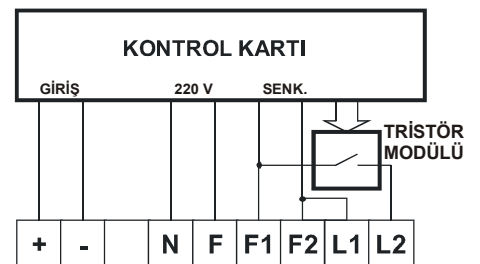 KONTROL KARTI
GİRİŞ 220 V SENK.
TRİSTÖR
MODÜLÜ
+ - N F F1 F2 L1 L2